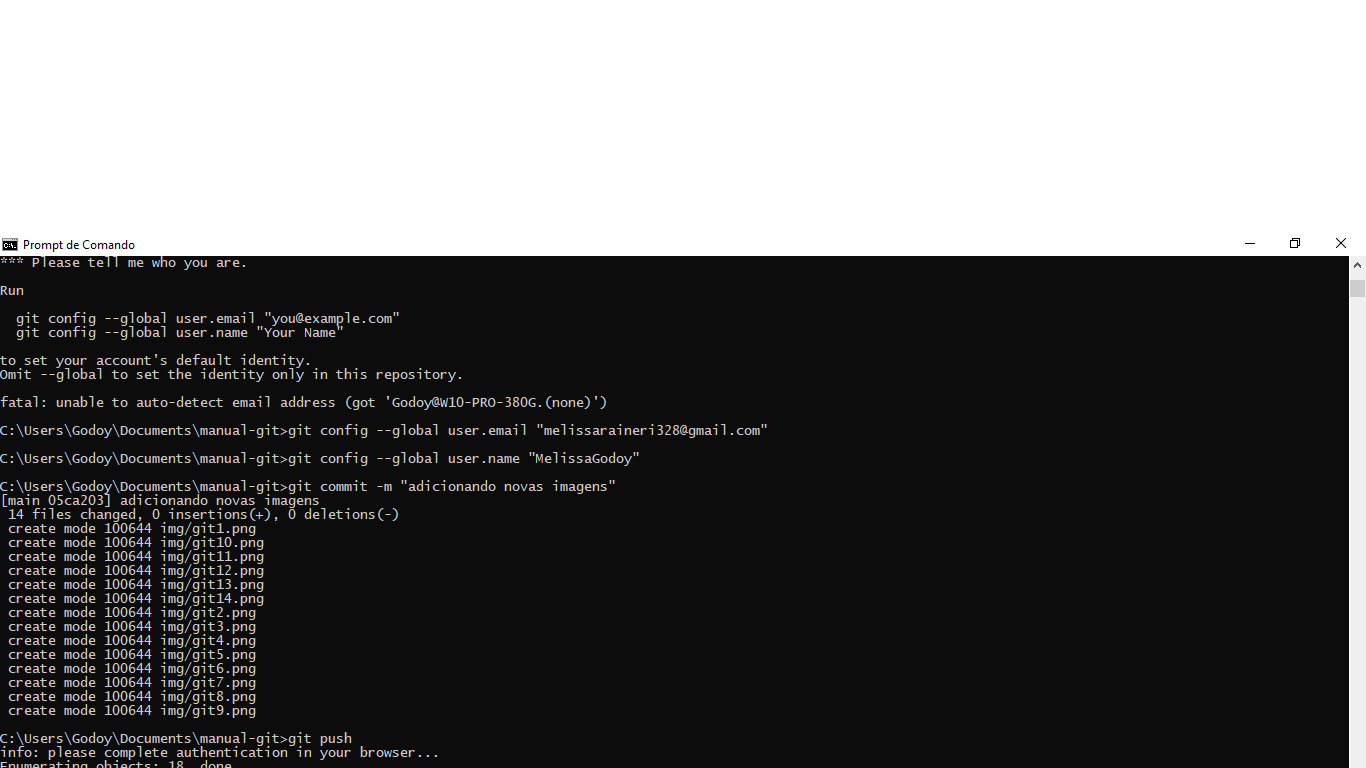 Prompt de Comando
*** Please tell me who you are.
Run
git config --global user.email "you@example.com"
git config --global user.name "Your Name"
to set your account's default identity.
Omit --global to set the identity only in this repository.
fatal: unable to auto-detect email address (got 'Godoy@W10-PRO-380G.(none)')
C:\Users\Godoy\Documents\manual-git>git config --global user.email "melissaraineri328@gmail.com"
C:\Users\Godoy\Documents\manual-git>git config --global user.name "MelissaGodoy"
C:\Users\Godoy\Documents\manual-git>git commit -m "adicionando novas imagens"
[main 05ca203] adicionando novas imagens
14 files changed, 0 insertions(+), 0 deletions(-)
create mode 100644 img/git1.png
create mode 100644 img/git10.png
create mode 100644 img/git11.png
create mode 100644 img/git12.png
create mode 100644 img/git13.png
create mode 100644 img/git14.png
create mode 100644 img/git2.png
create mode 100644 img/git3.png
create mode 100644 img/git4.png
create mode 100644 img/git5.png
create mode 100644 img/git6.png
create mode 100644 img/git7.png
create mode 100644 img/git8.png
create mode 100644 img/git9.png
C:\Users\Godoy\Documents\manual-git>git push
info: please complete authentication in your browser...
Enumerating objects: 18, done.